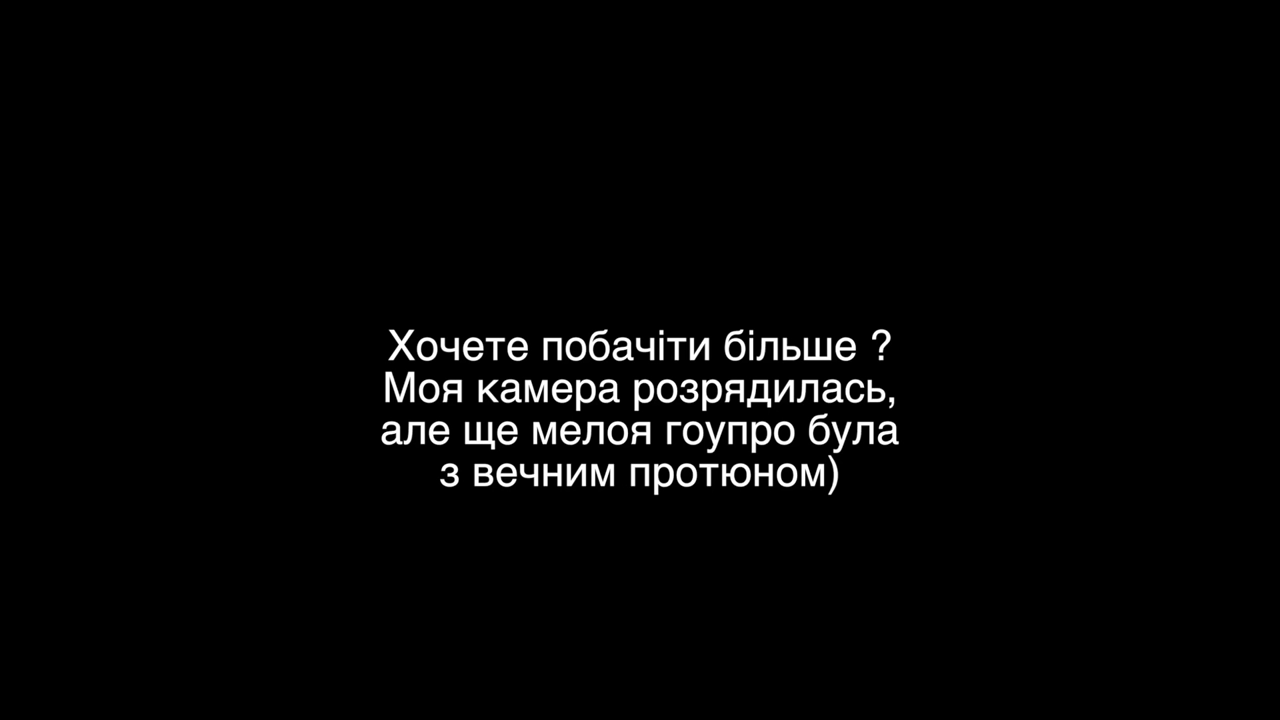 Хочете побачіти більше ?
Моя камера розрядилась,
але ще мелоя гоупро була
з вечним протюном)